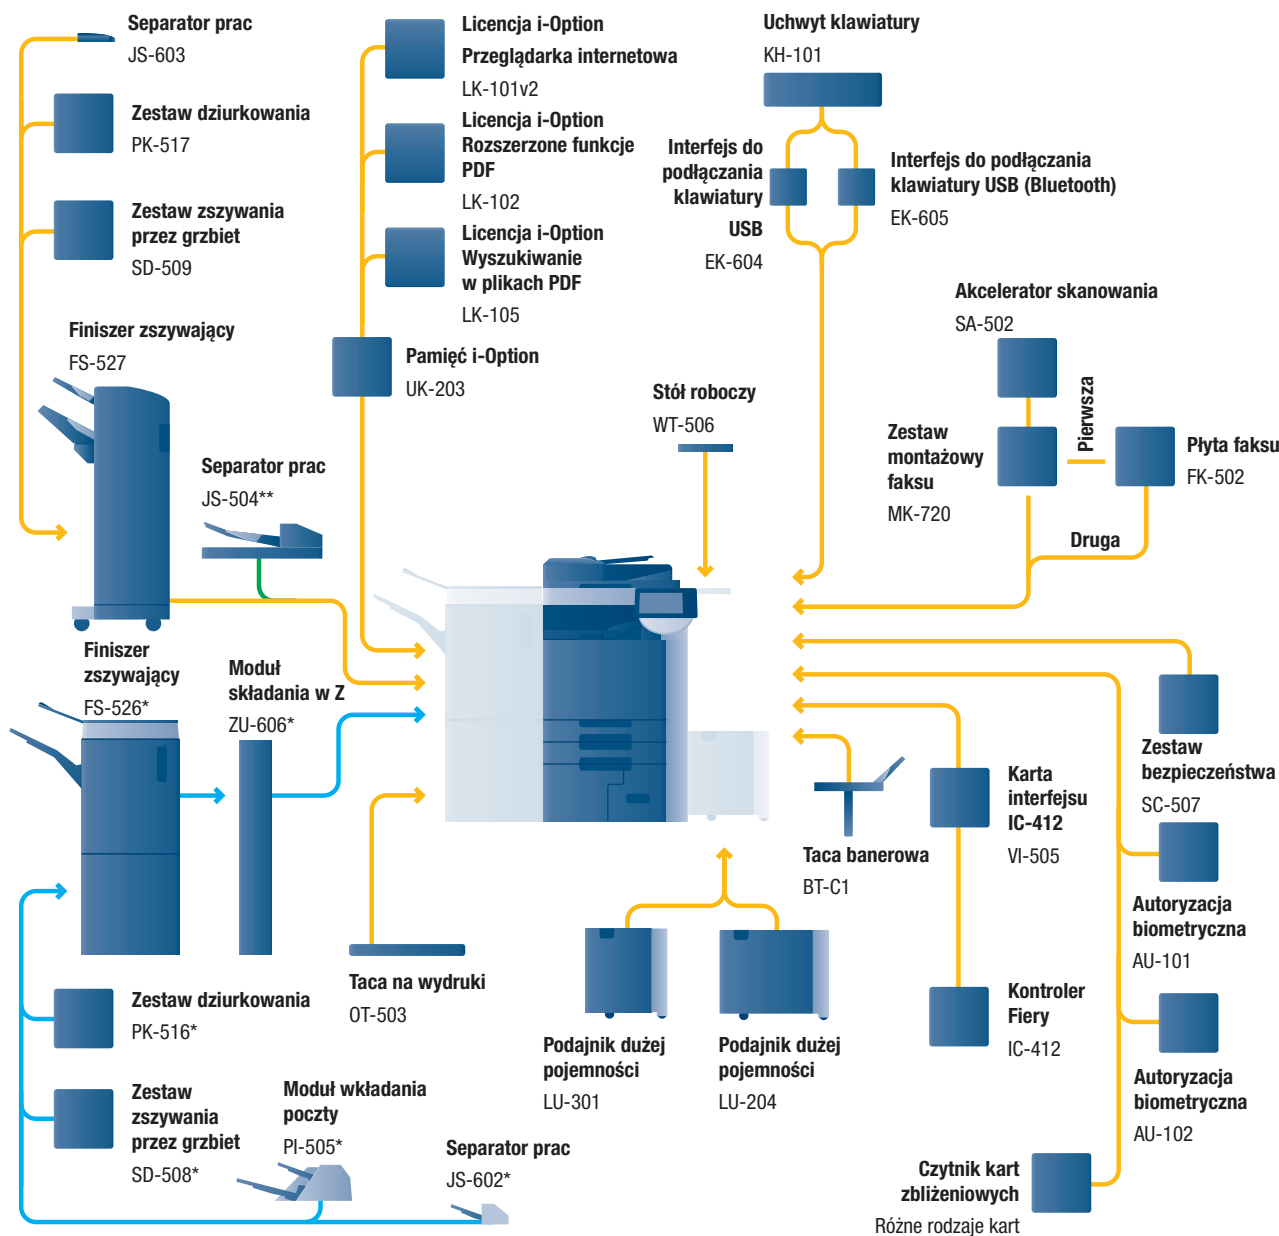 Separator prac
JS-603
Zestaw dziurkowania
PK-517
Zestaw zszywania
przez grzbiet
SD-509
Finiszer zszywający
FS-527
Separator prac
JS-504**
Licencja i-Option
Przeglądarka internetowa
LK-101v2
Licencja i-Option
Rozszerzone funkcje
PDF
LK-102
Licencja i-Option
Wyszukiwanie
w plikach PDF
LK-105
Pamięć i-Option
UK-203
Uchwyt klawiatury
KH-101
Interfejs do
podłączania
klawiatury
USB
EK-604
Interfejs do podłączania
klawiatury USB (Bluetooth)
EK-605
Stół roboczy
WT-506
Akcelerator skanowania
SA-502
Zestaw
montażowy
faksu
MK-720
Pierwsza
Płyta faksu
FK-502
Druga
Finiszer
zszywający
FS-526*
Moduł
składania w Z
ZU-606*
Taca na wydruki
OT-503
Podajnik dużej
pojemności
LU-301
Podajnik dużej
pojemności
LU-204
Taca banerowa
BT-C1
Karta
interfejsu
IC-412
VI-505
Kontroler
Fiery
IC-412
Zestaw
bezpieczeństwa
SC-507
Autoryzacja
biometryczna
AU-101
Autoryzacja
biometryczna
AU-102
Czytnik kart
zbliżeniowych
Różne rodzaje kart
Zestaw dziurkowania
PK-516*
Zestaw
zszywania
przez grzbiet
SD-508*
Moduł wkładania
poczty
PI-505*
Separator prac
JS-602*